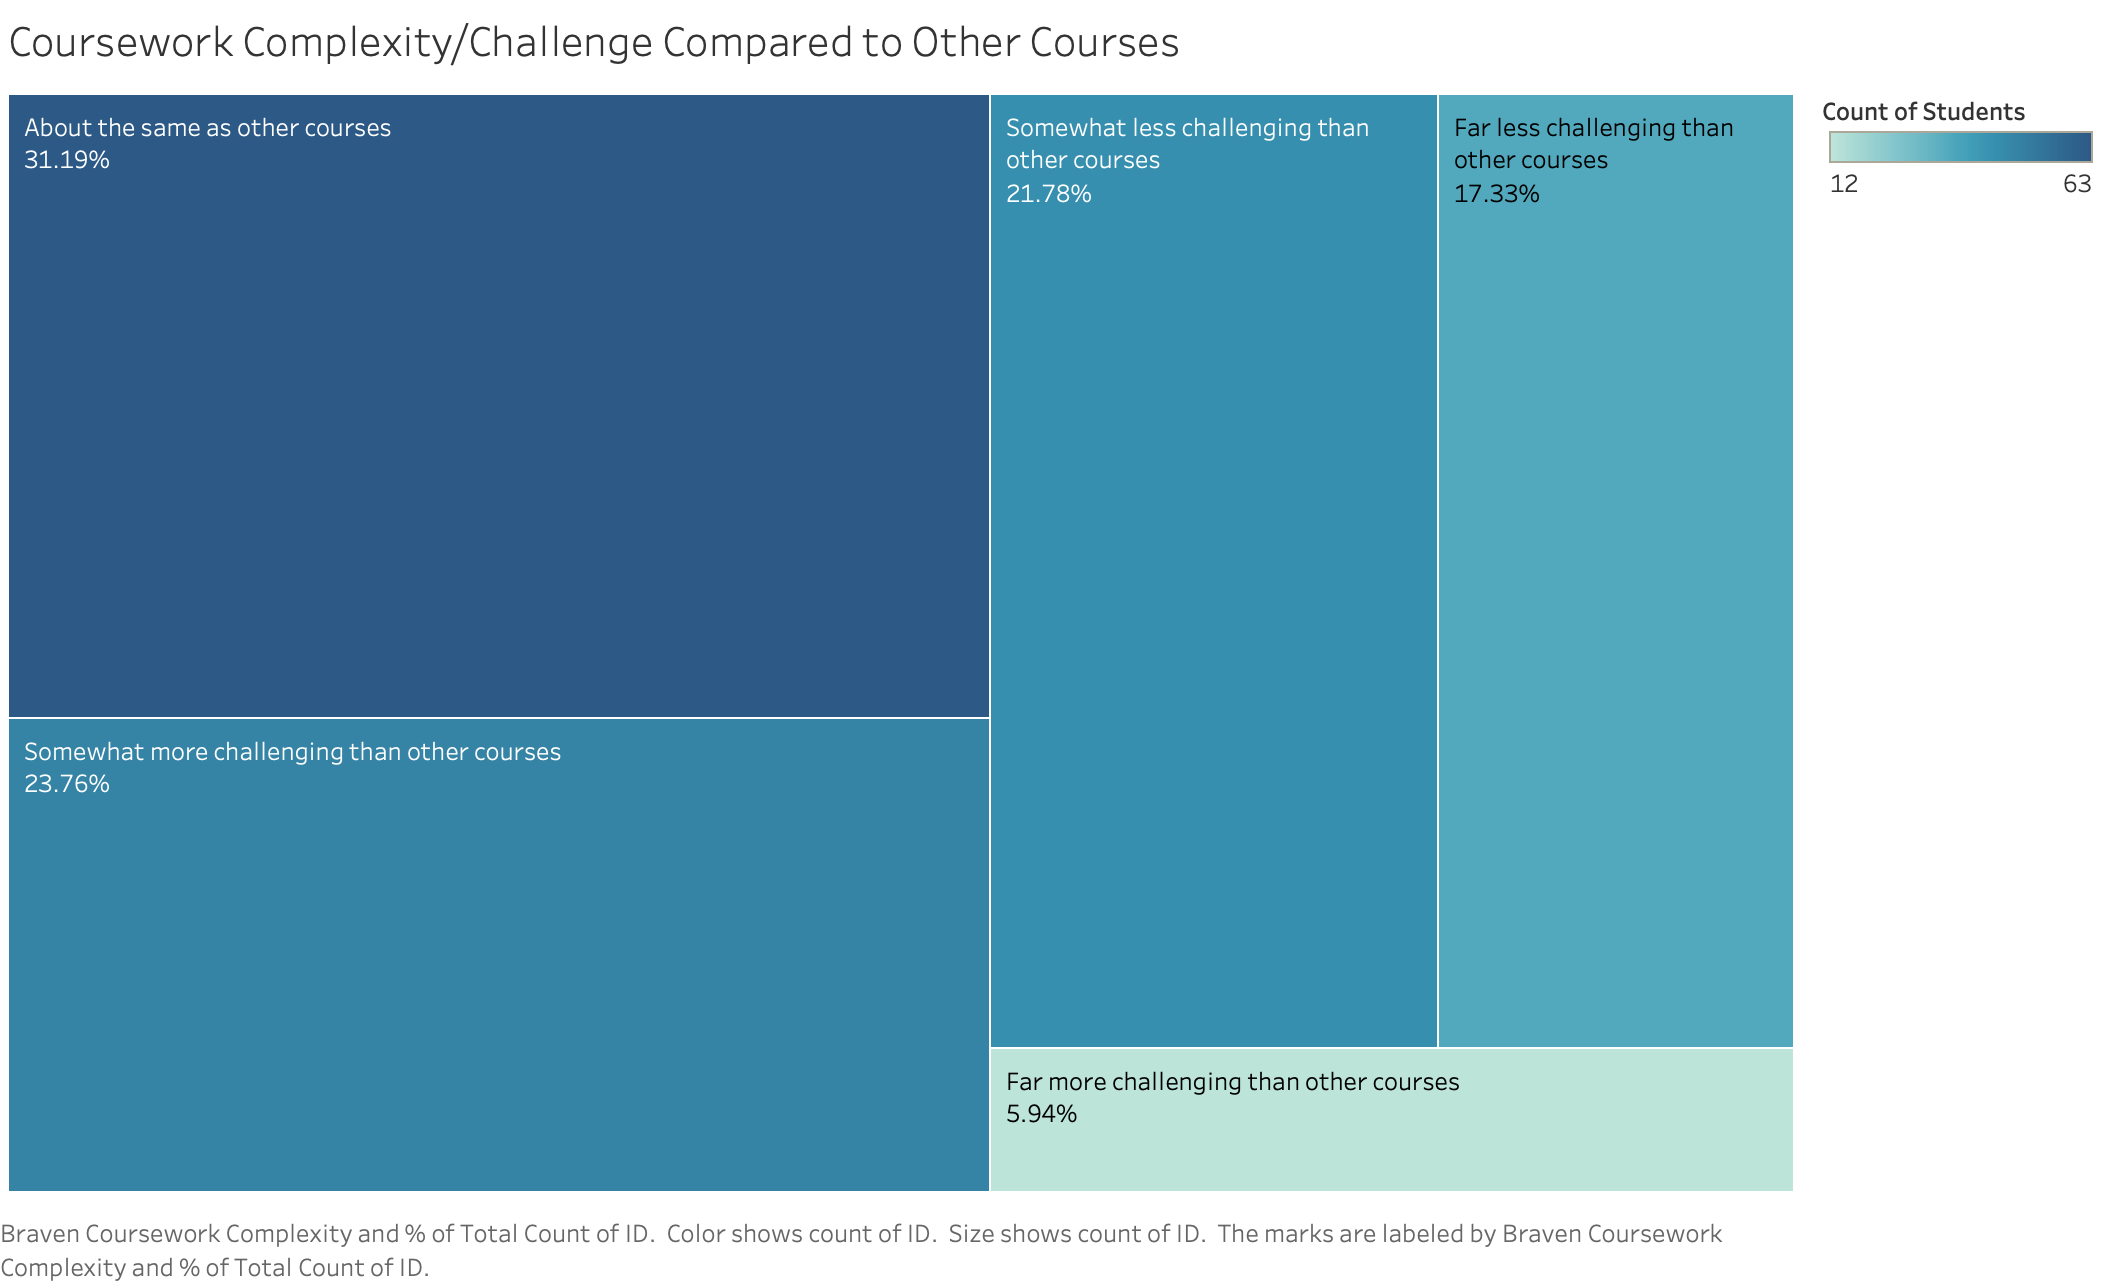 Coursework Complexity/Challenge Compared to Other Courses
About the same as other courses
31.19%
Somewhat more challenging than other courses
23.76%
Somewhat less challenging than
other courses
21.78%
Far less challenging than
other courses
17.33%
Far more challenging than other courses
5.94%
Count of Students
12 63
Braven Coursework Complexity and % of Total Count of ID.  Color shows count of ID.  Size shows count of ID.  The marks are labeled by Braven Coursework
Complexity and % of Total Count of ID.